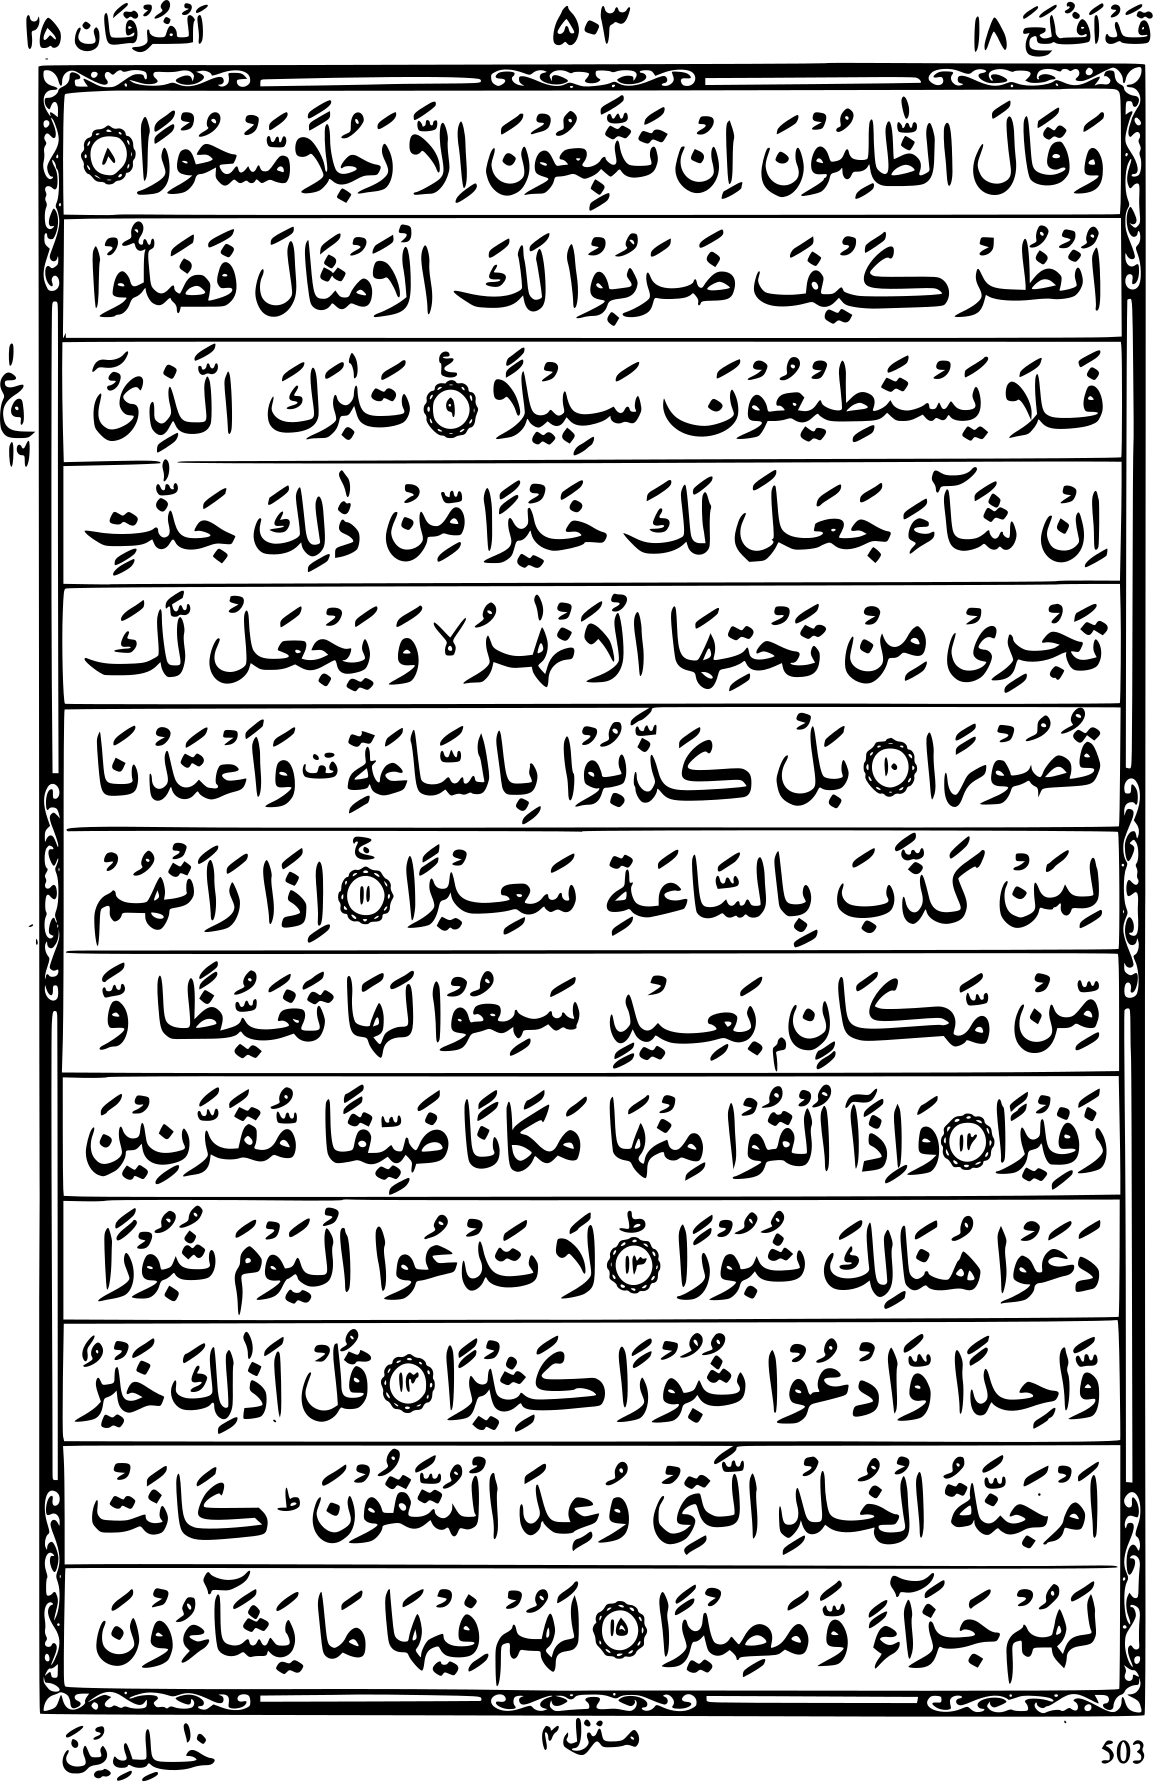 قَدْ اَفْلَحَ ١٨ ٥٠٣ اَلْفُرْقَان ٢٥
وَ قَالَ الظّٰلِمُوْنَ اِنْ تَتَّبِعُوْنَ اِلَّا رَجُلًا مَّسْحُوْرًا ﴿٨﴾
اُنْظُرْ كَيْفَ ضَرَبُوْا لَكَ الْاَمْثَالَ فَضَلُّوْا
فَلَا يَسْتَطِيْعُوْنَ سَبِيْلًا ﴿٩﴾ۧ تَبٰرَكَ الَّذِيْۤ
ع ١ ٩ ١٦
اِنْ شَآءَ جَعَلَ لَكَ خَيْرًا مِّنْ ذٰلِكَ جَنّٰتٍ
تَجْرِيْ مِنْ تَحْتِهَا الْاَنْهٰرُ ۙ وَ يَجْعَلْ لَّكَ
قُصُوْرًا ﴿١٠﴾ بَلْ كَذَّبُوْا بِالسَّاعَةِ قف وَ اَعْتَدْنَا
لِمَنْ كَذَّبَ بِالسَّاعَةِ سَعِيْرًا ﴿١١﴾ۚ اِذَا رَاَتْهُمْ
مِّنْ مَّكَانٍۭ بَعِيْدٍ سَمِعُوْا لَهَا تَغَيُّظًا وَّ
زَفِيْرًا ﴿١٢﴾ وَ اِذَاۤ اُلْقُوْا مِنْهَا مَكَانًا ضَيِّقًا مُّقَرَّنِيْنَ
دَعَوْا هُنَالِكَ ثُبُوْرًا ﴿١٣﴾ؕ لَا تَدْعُوا الْيَوْمَ ثُبُوْرًا
وَّاحِدًا وَّ ادْعُوْا ثُبُوْرًا كَثِيْرًا ﴿١٤﴾ قُلْ اَذٰلِكَ خَيْرٌ
اَمْ جَنَّةُ الْخُلْدِ الَّتِيْ وُعِدَ الْمُتَّقُوْنَ ؕ كَانَتْ
لَهُمْ جَزَآءً وَّ مَصِيْرًا ﴿١٥﴾ لَهُمْ فِيْهَا مَا يَشَآءُوْنَ
503 منزل ٤ خٰلِدِيْنَ